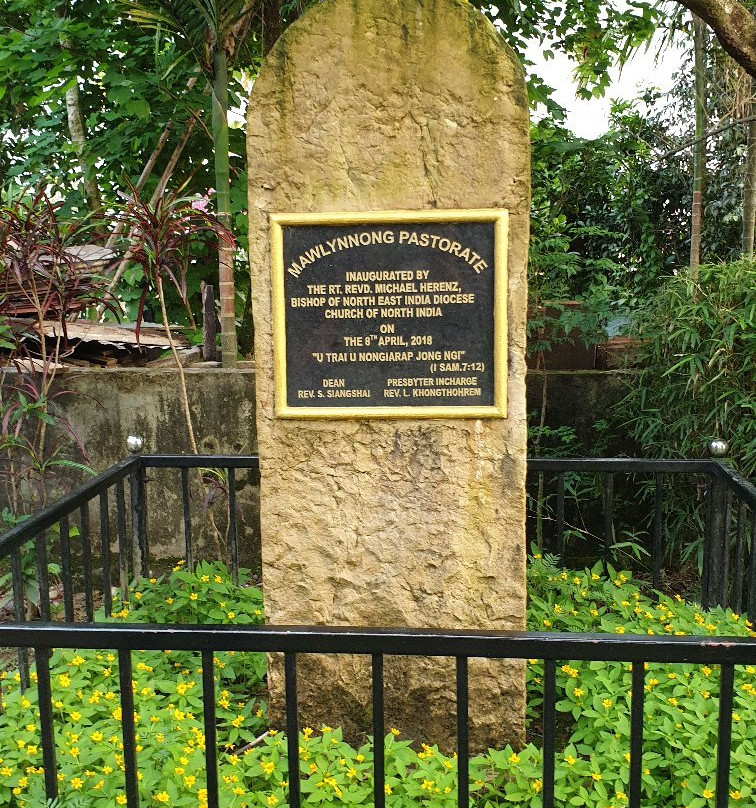 MAWLYNNONG PASTORATE
INAUGURATED BY
THE RT. REVD. MICHAEL HERENZ,
BISHOP OF NORTH EAST INDIA DIOCESE
CHURCH OF NORTH INDIA
ON
THE 8TH APRIL, 2018
"U TRAI U NONGIARAP JONG NGI"
(I SAM.7:12)
DEAN PRESBYTER INCHARGE
REV. S. SIANGSHAI REV. L. KHONGTHOHREM